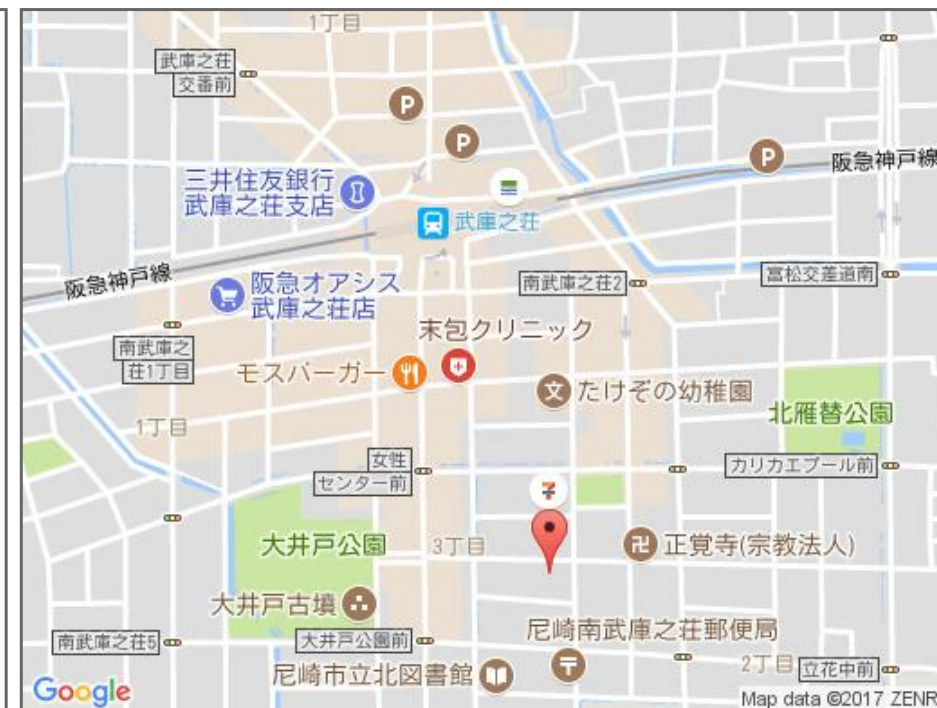 1丁目
武庫之荘
交番前
P
P
P
阪急神戸線
三井住友銀行
武庫之荘支店
武庫之荘
阪急神戸線
阪急オアシス
武庫之荘店
南武庫之荘2
富松交差道南
末包クリニック
南武庫之
荘1丁目
モスバーガー
文
たけぞの幼稚園
北雁替公園
1丁目
女性
センター前
カリカエプール前
7
大井戸公園
3丁目
卍
正覚寺(宗教法人)
大井戸古墳
尼崎南武庫之荘郵便局
南武庫之荘5
大井戸公園前
〒
2丁目
立花中前
尼崎市立北図書館
Google
Map data ©2017 ZENR